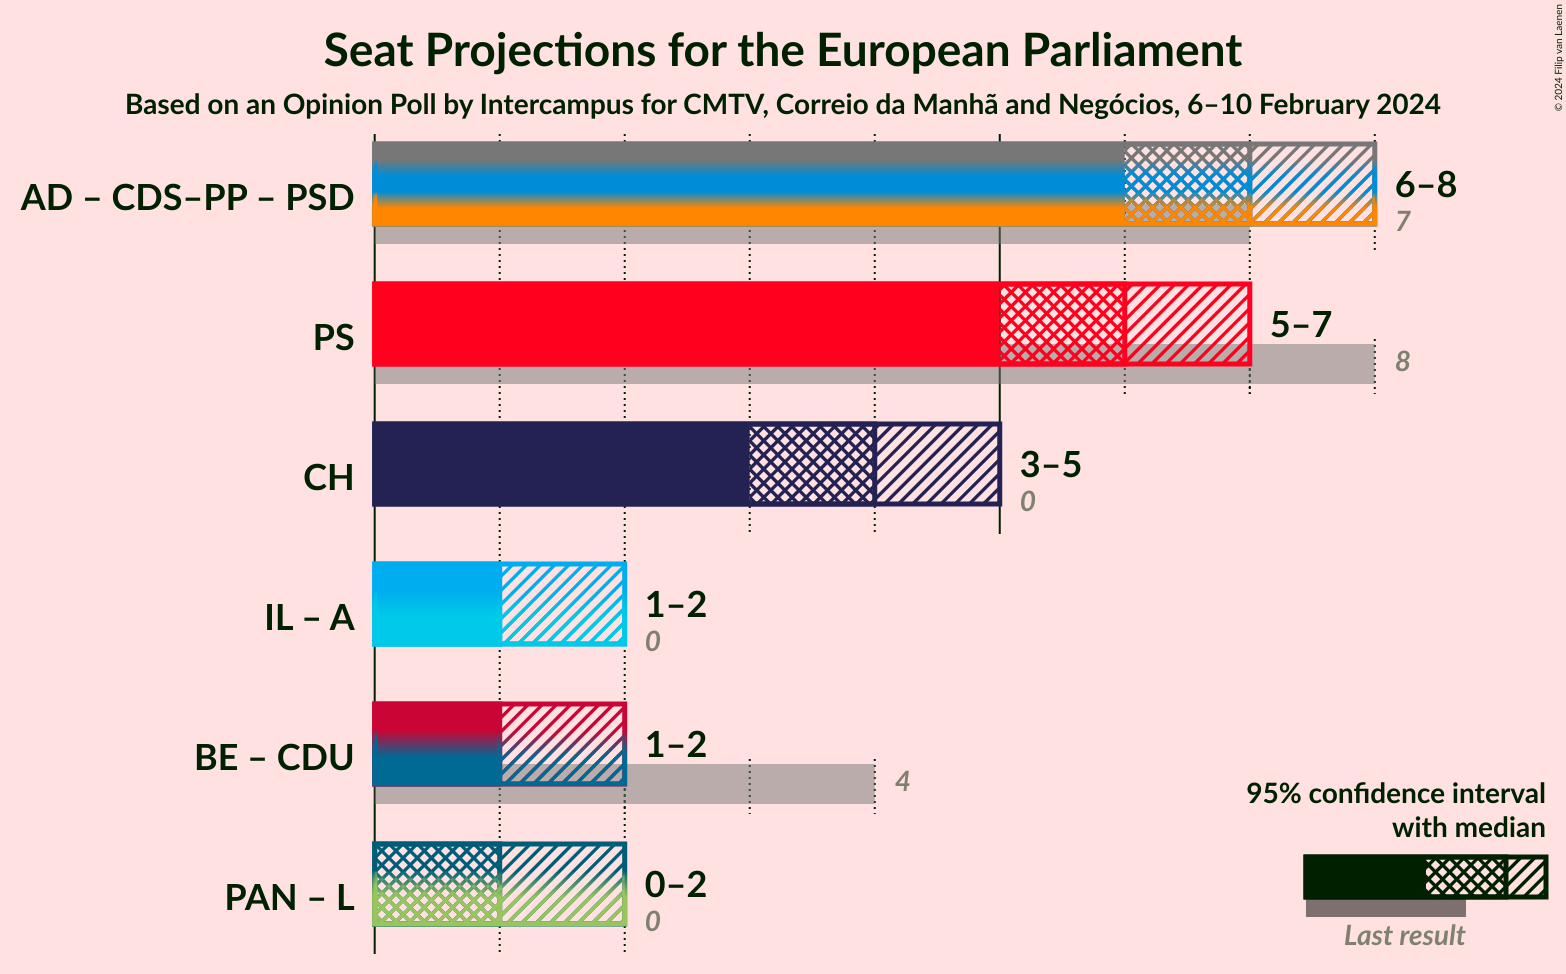 Seat Projections for the European Parliament
Based on an Opinion Poll by Intercampus for CMTV, Correio da Manhã and Negócios, 6–10 February 2024
© 2024 Filip van Laenen
AD – CDS–PP – PSD
6–8
7
PS
5–7
8
CH
3–5
0
IL – A
1–2
0
BE – CDU
1–2
4
PAN – L
0–2
0
95% confidence interval
with median
Last result